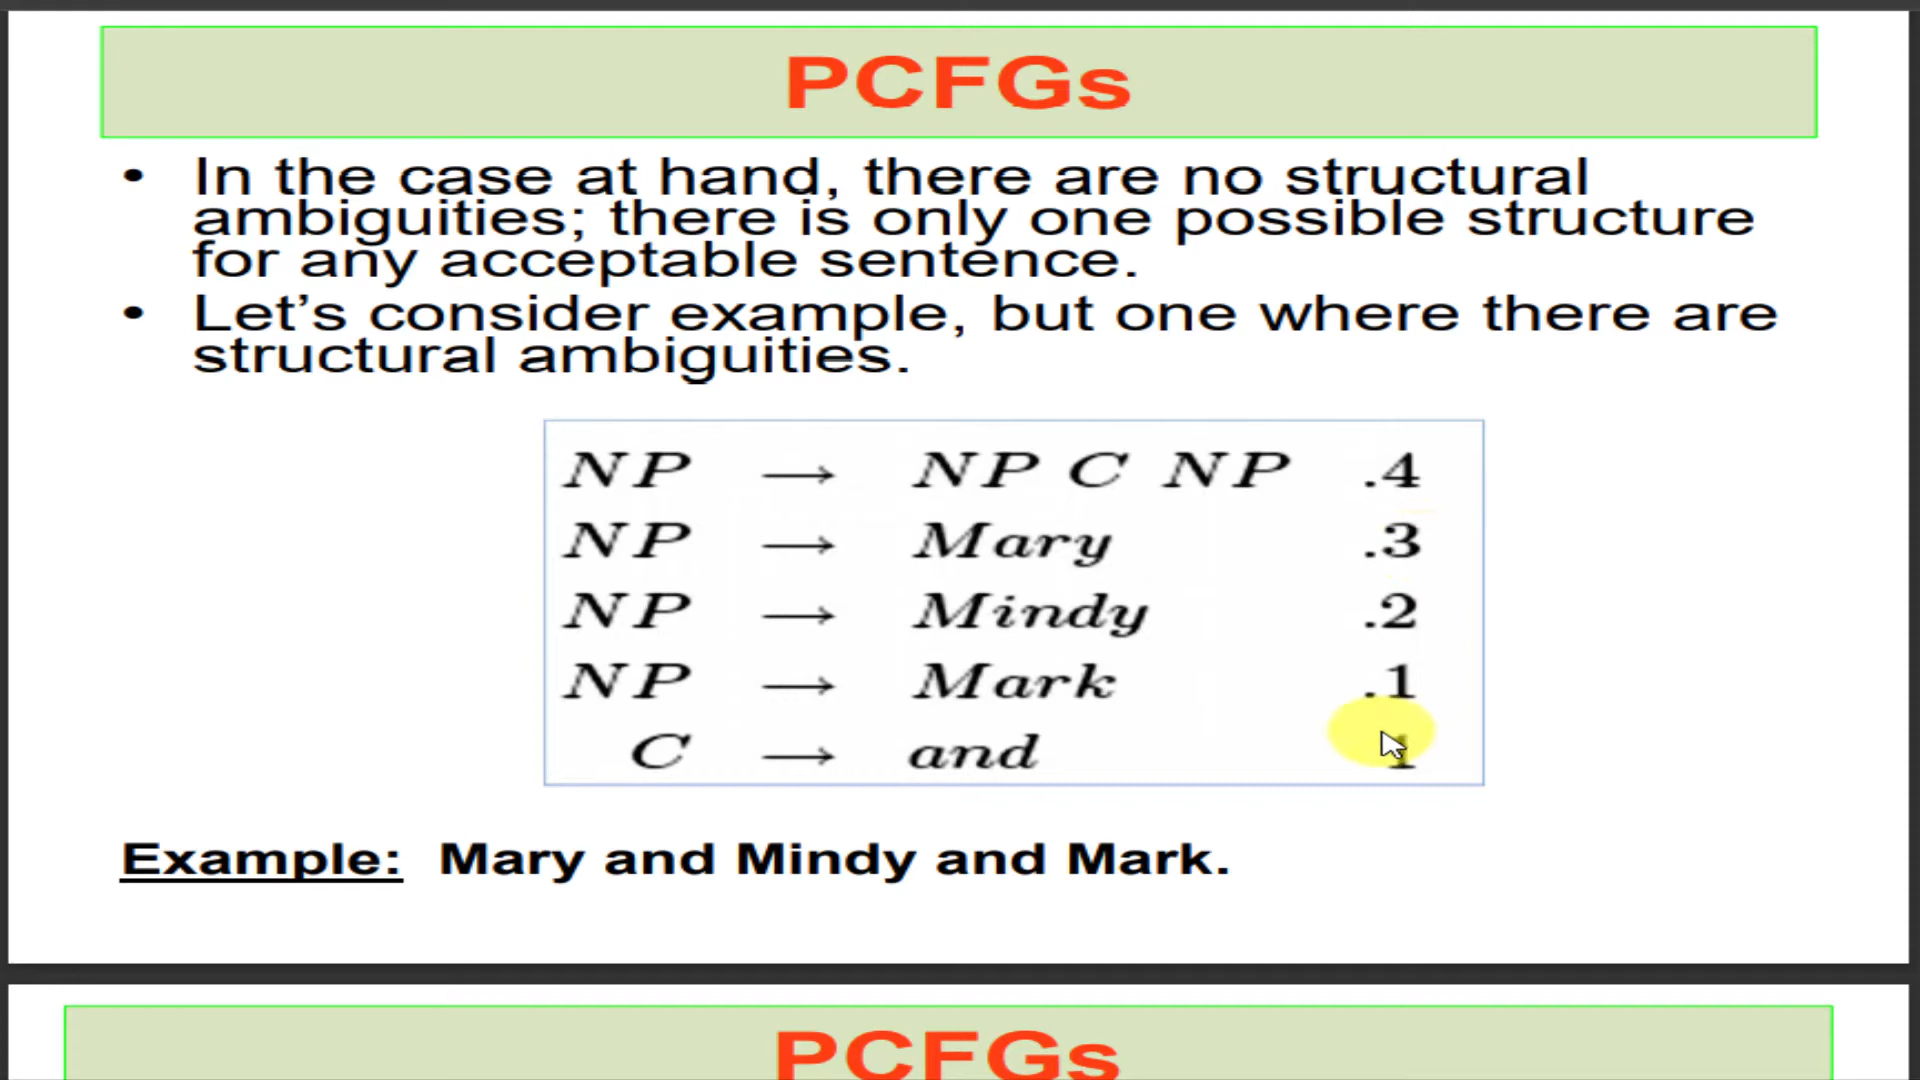 PCFGs
• In the case at hand, there are no structural
ambiguities; there is only one possible structure
for any acceptable sentence.
• Let's consider example, but one where there are
structural ambiguities.
NP → NP C NP .4
NP → Mary .3
NP → Mindy .2
NP → Mark .1
C → and 1
Example: Mary and Mindy and Mark.
PCFGs